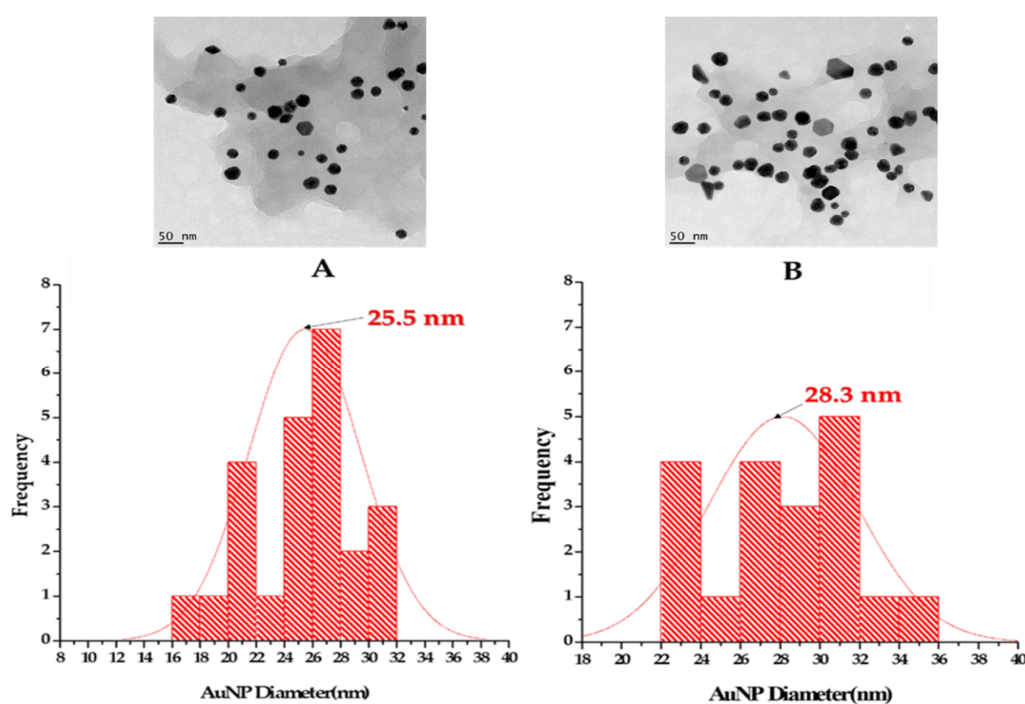 50 nm
50 nm
A
B
8
7
6
5
4
3
2
1
0
Frequency
25.5 nm
8 10 12 14 16 18 20 22 24 26 28 30 32 34 36 38 40
AuNP Diameter(nm)
8
7
6
5
4
3
2
1
0
Frequency
28.3 nm
18 20 22 24 26 28 30 32 34 36 38 40
AuNP Diameter(nm)